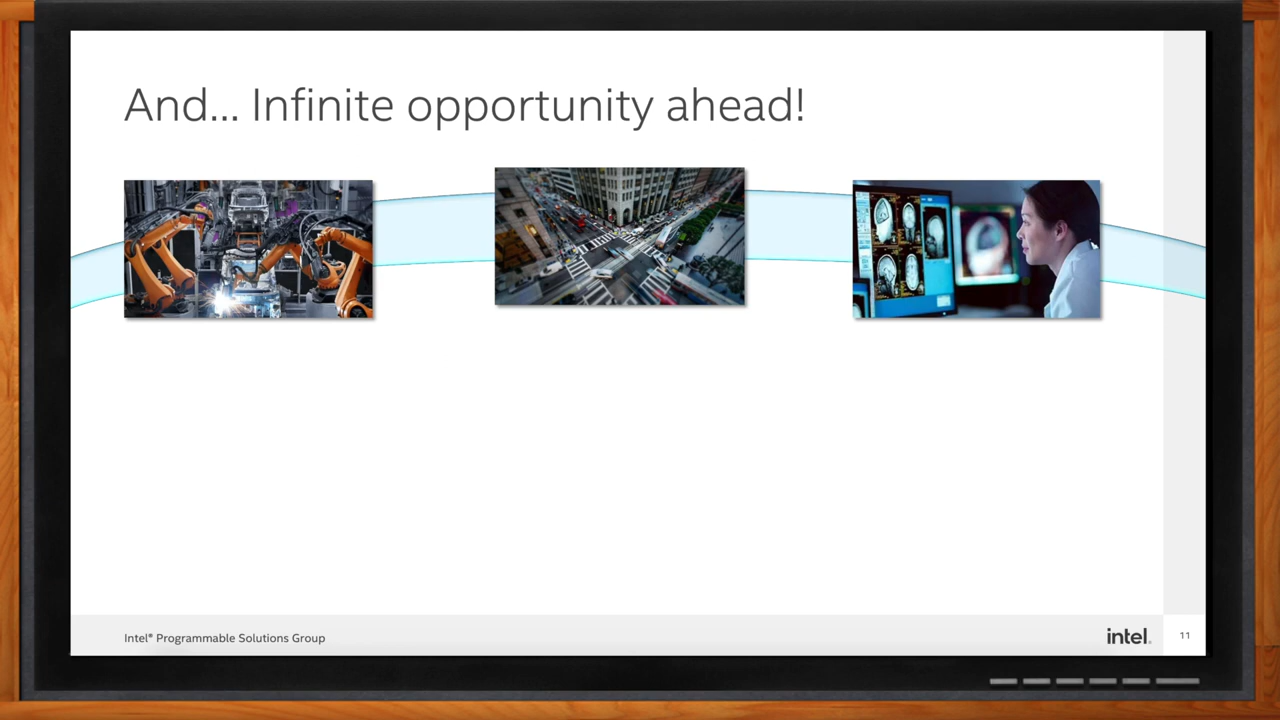 And... Infinite opportunity ahead!
Intel® Programmable Solutions Group
intel.
11